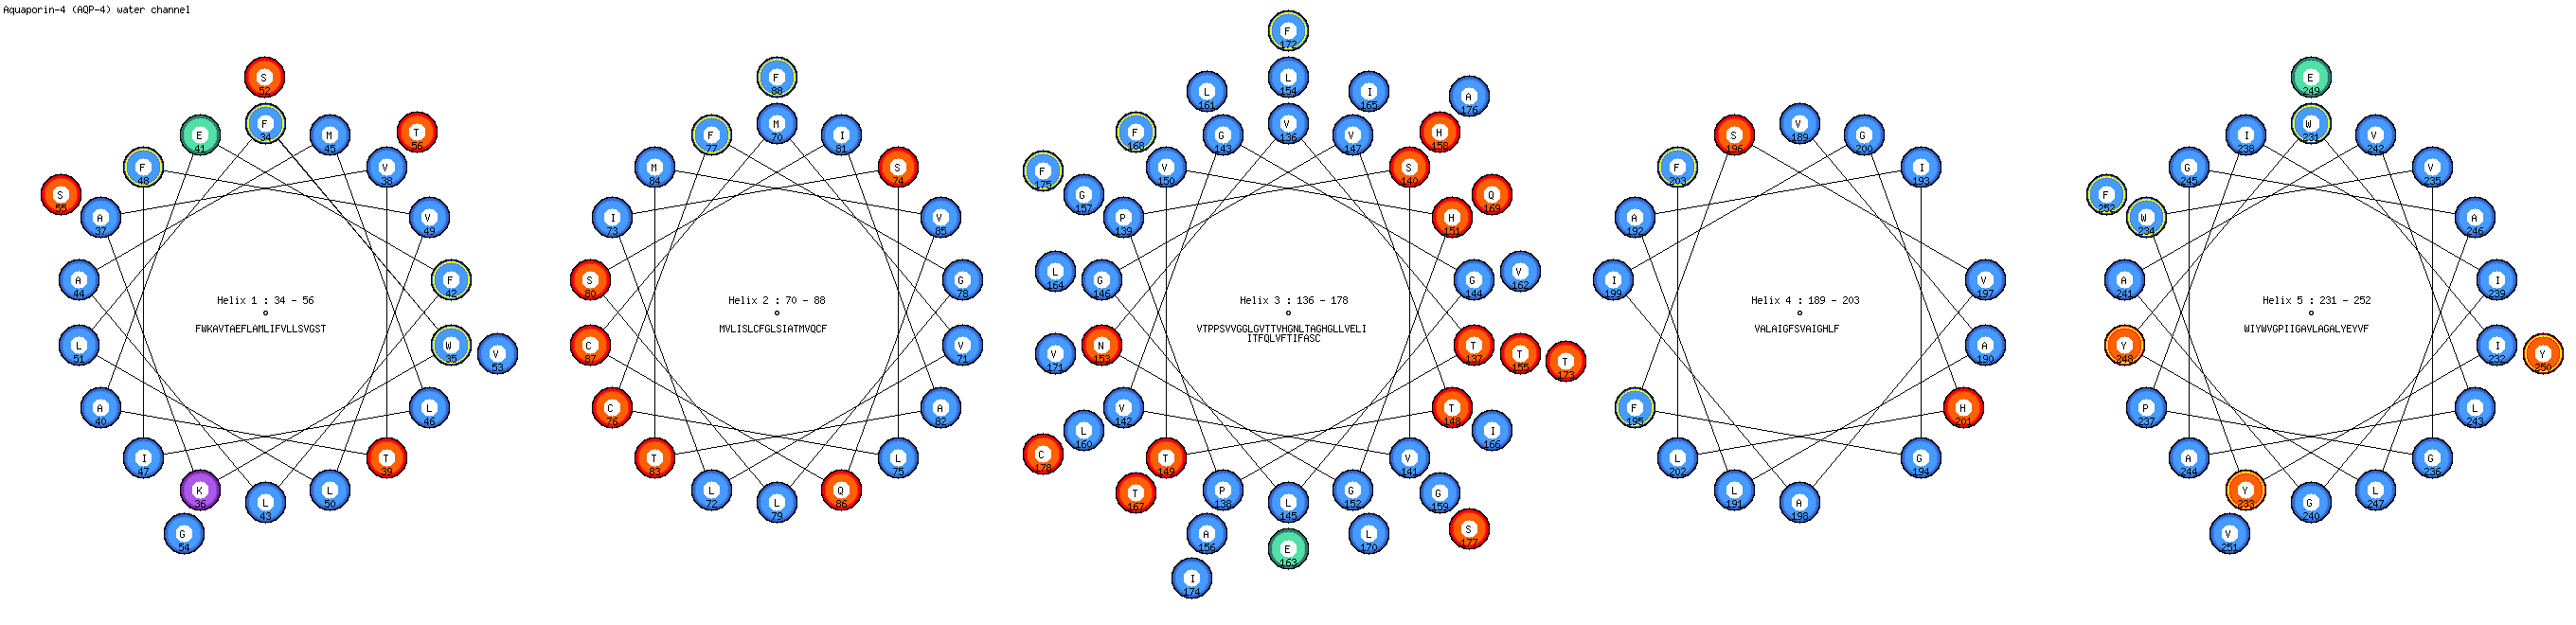 Aquaporin-4 (AQP-4) water channel
Helix 1 : 34 - 56
FWKAVTAEFLAMLIFVLLSVGST
F 34
W 35
K 36
A 37
V 38
T 39
A 40
E 41
F 42
L 43
A 44
M 45
L 46
I 47
F 48
V 49
L 50
L 51
S 52
V 53
G 54
S 55
T 56
Helix 2 : 70 - 88
MVLISLCFGLSIATMVQCF
M 70
V 71
L 72
I 73
S 74
L 75
C 76
F 77
G 78
L 79
S 80
I 81
A 82
T 83
M 84
V 85
Q 86
C 87
F 88
Helix 3 : 136 - 178
VTPPSVVGGLGVTTVHGNLTAGHGLLVELI
ITFQLVFTIFASC
V 136
T 137
P 138
P 139
S 140
V 141
V 142
G 143
G 144
L 145
G 146
V 147
T 148
T 149
V 150
H 151
G 152
N 153
L 154
T 155
A 156
G 157
H 158
G 159
L 160
L 161
V 162
E 163
L 164
I 165
I 166
T 167
F 168
Q 169
L 170
V 171
F 172
T 173
I 174
F 175
A 176
S 177
C 178
Helix 4 : 189 - 203
VALAIGFSVAIGHLF
V 189
A 190
L 191
A 192
I 193
G 194
F 195
S 196
V 197
A 198
I 199
G 200
H 201
L 202
F 203
Helix 5 : 231 - 252
WIYWVGPIIGAVLAGALYEYVF
W 231
I 232
Y 233
W 234
V 235
G 236
P 237
I 238
I 239
G 240
A 241
V 242
L 243
A 244
G 245
A 246
L 247
Y 248
E 249
Y 250
V 251
F 252